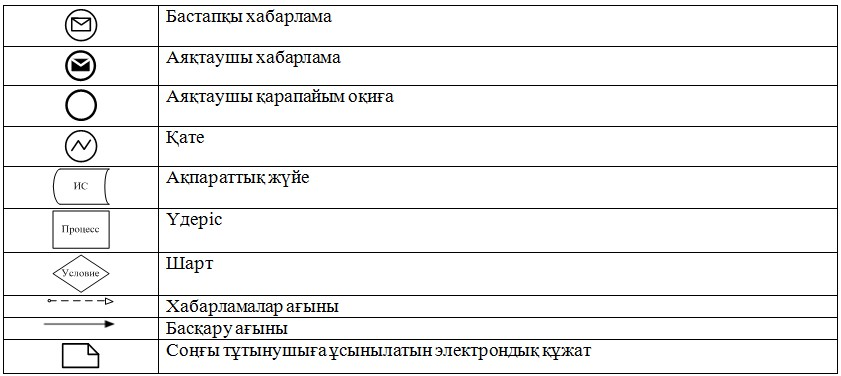 Бастапқы хабарлама
Аяқтаушы хабарлама
Аяқтаушы қарапайым оқиға
Қате
ИС
Ақпараттық жүйе
Процесс
Үдеріс
Условие
Шарт
Хабарламалар ағыны
Басқару ағыны
Соңғы тұтынушыға ұсынылатын электрондық құжат